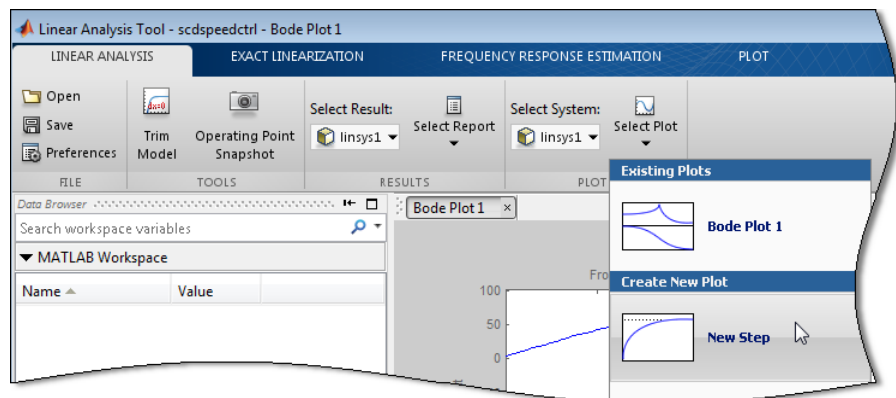 Linear Analysis Tool - scdspeedctrl - Bode Plot 1
LINEAR ANALYSIS EXACT LINEARIZATION FREQUENCY RESPONSE ESTIMATION PLOT
Open
Save
Preferences
Trim
Model
Operating Point
Snapshot
Select Result:
linsys1
Select Report
Select System:
linsys1
Select Plot
FILE TOOLS RESULTS PLOT
Existing Plots
Bode Plot 1
Create New Plot
New Step
Data Browser
Search workspace variables
MATLAB Workspace
Name Value
Bode Plot 1
Fro
100
50
0